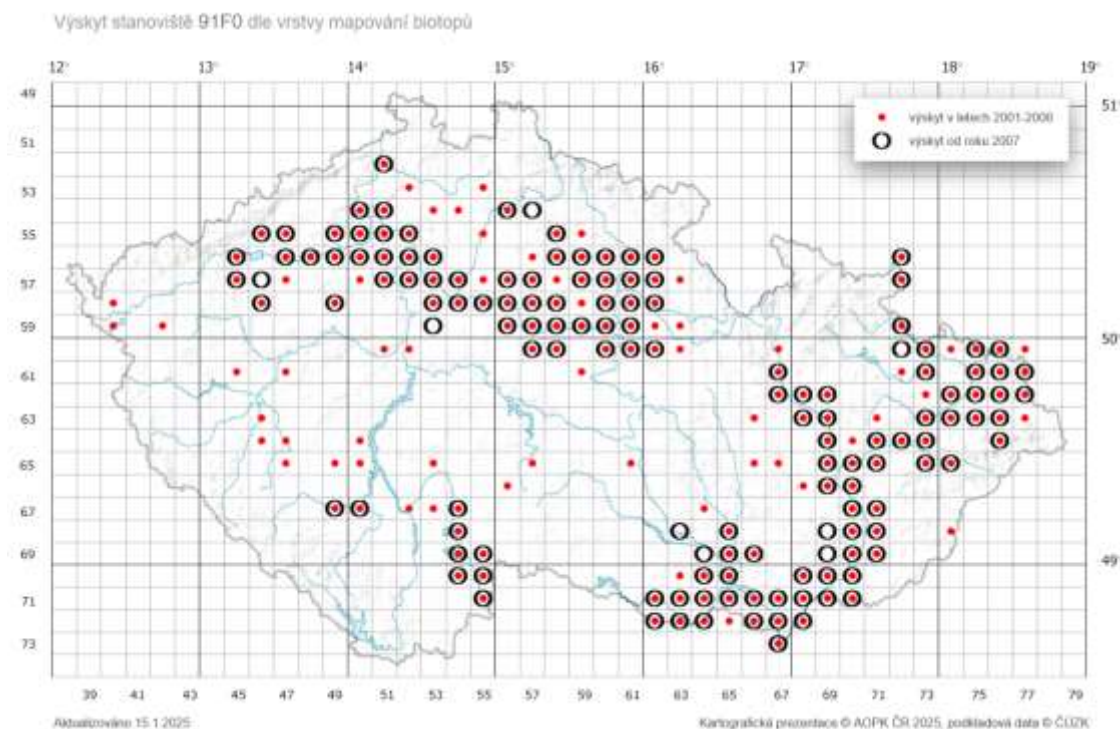 Výskyt stanoviště 91F0 dle vrstvy mapování biotopů
12° 13° 14° 15° 16° 17° 18° 19°
49 51°
výskyt v letech 2001-2006
výskyt od roku 2007
51
53
55
57
59 50°
61
63
65
67
69 49°
71
73
39 41 43 45 47 49 51 53 55 57 59 61 63 65 67 69 71 73 75 77 79
Aktualizováno 15.1.2025 Kartografická prezentace © AOPK ČR 2025, podkladová data © ČÚZK